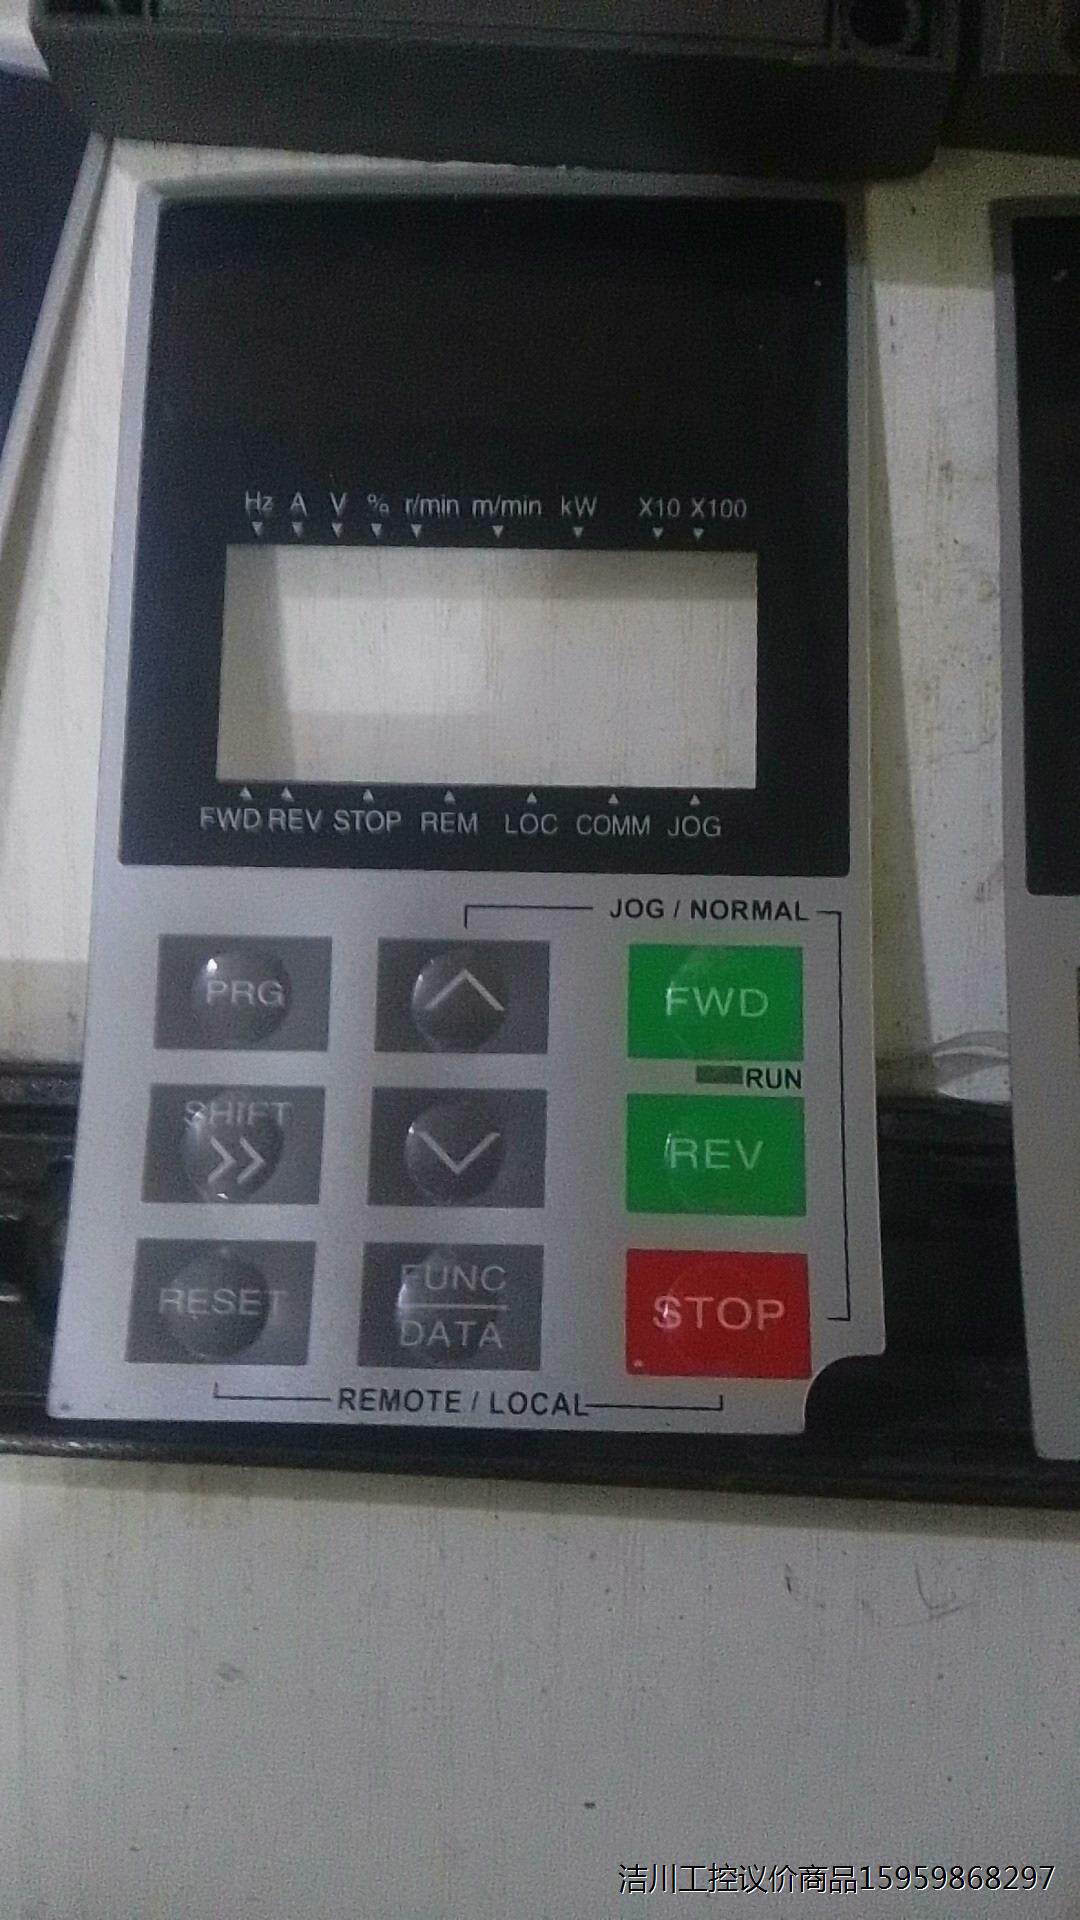 Hz A V % r/min m/min kW X10 X100
FWD REV STOP REM LOC COMM JOG
JOG / NORMAL
PRG
FWD
RUN
SHIFT
REV
RESET
FUNC
DATA
STOP
REMOTE / LOCAL
洁川工控议价商品15959868297